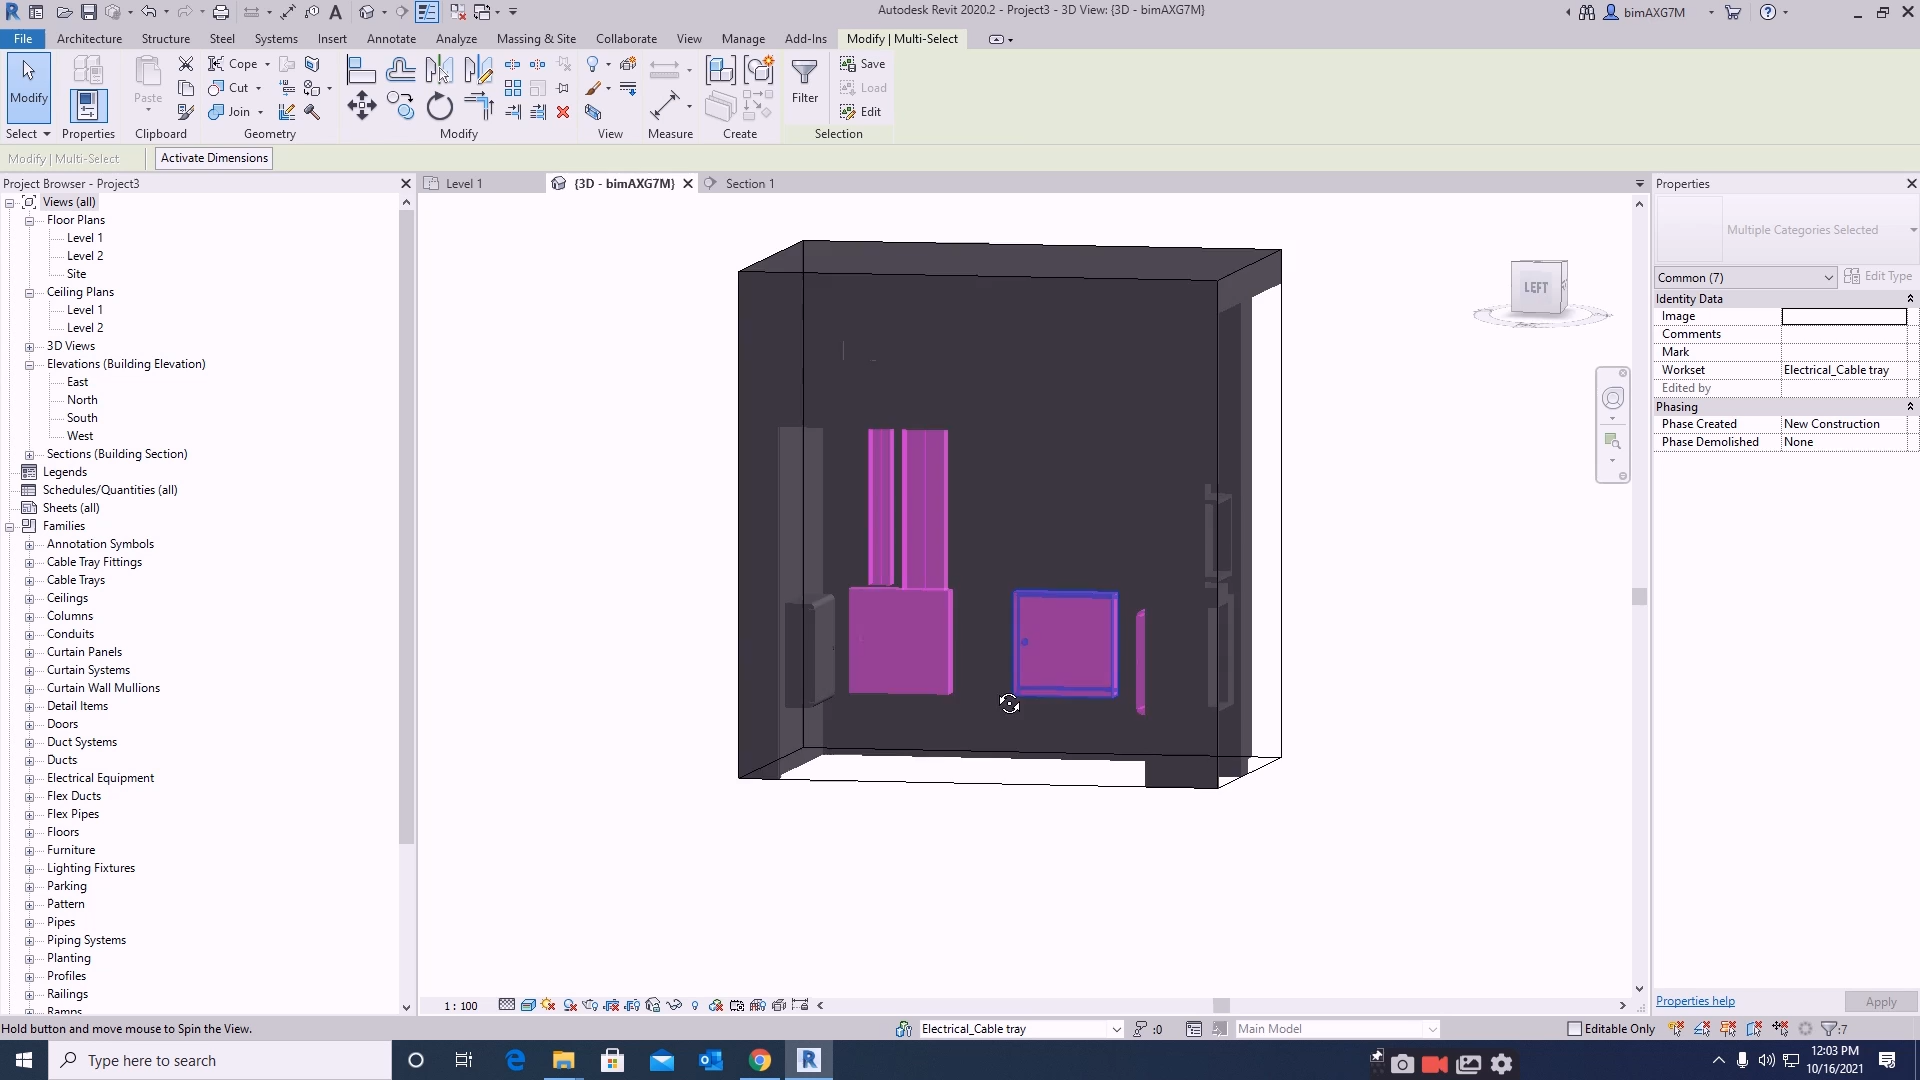 Autodesk Revit 2020.2 - Project3 - 3D View: {3D - bimAXG7M}
bimAXG7M
File
Architecture
Structure
Steel
Systems
Insert
Annotate
Analyze
Massing & Site
Collaborate
View
Manage
Add-Ins
Modify | Multi-Select
Modify
Paste
Cope
Cut
Join
Filter
Save
Load
Edit
Select
Properties
Clipboard
Geometry
Modify
View
Measure
Create
Selection
Modify | Multi-Select
Activate Dimensions
Project Browser - Project3
Views (all)
Floor Plans
Level 1
Level 2
Site
Ceiling Plans
Level 1
Level 2
3D Views
Elevations (Building Elevation)
East
North
South
West
Sections (Building Section)
Legends
Schedules/Quantities (all)
Sheets (all)
Families
Annotation Symbols
Cable Tray Fittings
Cable Trays
Ceilings
Columns
Conduits
Curtain Panels
Curtain Systems
Curtain Wall Mullions
Detail Items
Doors
Duct Systems
Ducts
Electrical Equipment
Flex Ducts
Flex Pipes
Floors
Furniture
Lighting Fixtures
Parking
Pattern
Pipes
Piping Systems
Planting
Profiles
Railings
Ramps
Level 1
{3D - bimAXG7M}
Section 1
LEFT
Properties
Multiple Categories Selected
Common (7)
Edit Type
Identity Data
Image
Comments
Mark
Workset Electrical_Cable tray
Edited by
Phasing
Phase Created New Construction
Phase Demolished None
Properties help
Apply
1 : 100
Hold button and move mouse to Spin the View.
Electrical_Cable tray
:0
Main Model
Editable Only
:7
Type here to search
12:03 PM
10/16/2021